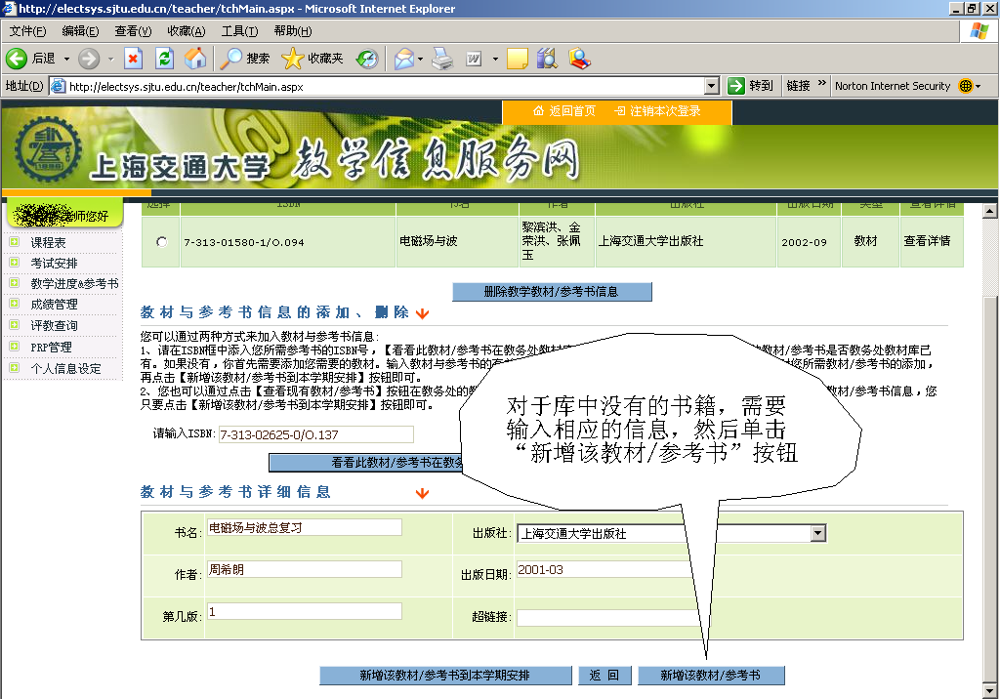 http://electsys.sjtu.edu.cn/teacher/tchMain.aspx - Microsoft Internet Explorer
文件(F) 编辑(E) 查看(V) 收藏(A) 工具(T) 帮助(H)
后退 搜索 收藏夹
地址(D) http://electsys.sjtu.edu.cn/teacher/tchMain.aspx 转到 链接 » Norton Internet Security
返回首页 注销本次登录
上海交通大学 教学信息服务网
老师您好
课程表
考试安排
教学进度&参考书
成绩管理
评教查询
PRP管理
个人信息设定
选择 ISBN 书名 作者 出版社 出版日期 类型 查看详情
7-313-01580-1/O.094 电磁场与波 黎滨洪、金荣洪、张佩玉 上海交通大学出版社 2002-09 教材 查看详情
删除教学教材/参考书信息
教材与参考书信息的添加、删除
您可以通过两种方式来加入教材与参考书信息:
1、请在ISBN框中添入您所需参考书的ISBN号,【看看此教材/参考书在教务处教材 教材/参考书是否教务处教材库已
有。如果没有,你首先需要添加您需要的教材。输入教材与参考书的 您所需教材/参考书的添加,
再点击【新增该教材/参考书到本学期安排】按钮即可。
2、您也可以通过点击【查看现有教材/参考书】按钮在教务处的 材/参考书信息,您
只要点击【新增该教材/参考书到本学期安排】按钮即可。
对于库中没有的书籍,需要
输入相应的信息,然后单击
“新增该教材/参考书”按钮
请输入ISBN: 7-313-02625-0/O.137
看看此教材/参考书在教务
教材与参考书详细信息
书名: 电磁场与波总复习 出版社: 上海交通大学出版社
作者: 周希朗 出版日期: 2001-03
第几版: 1 超链接:
新增该教材/参考书到本学期安排 返 回 新增该教材/参考书